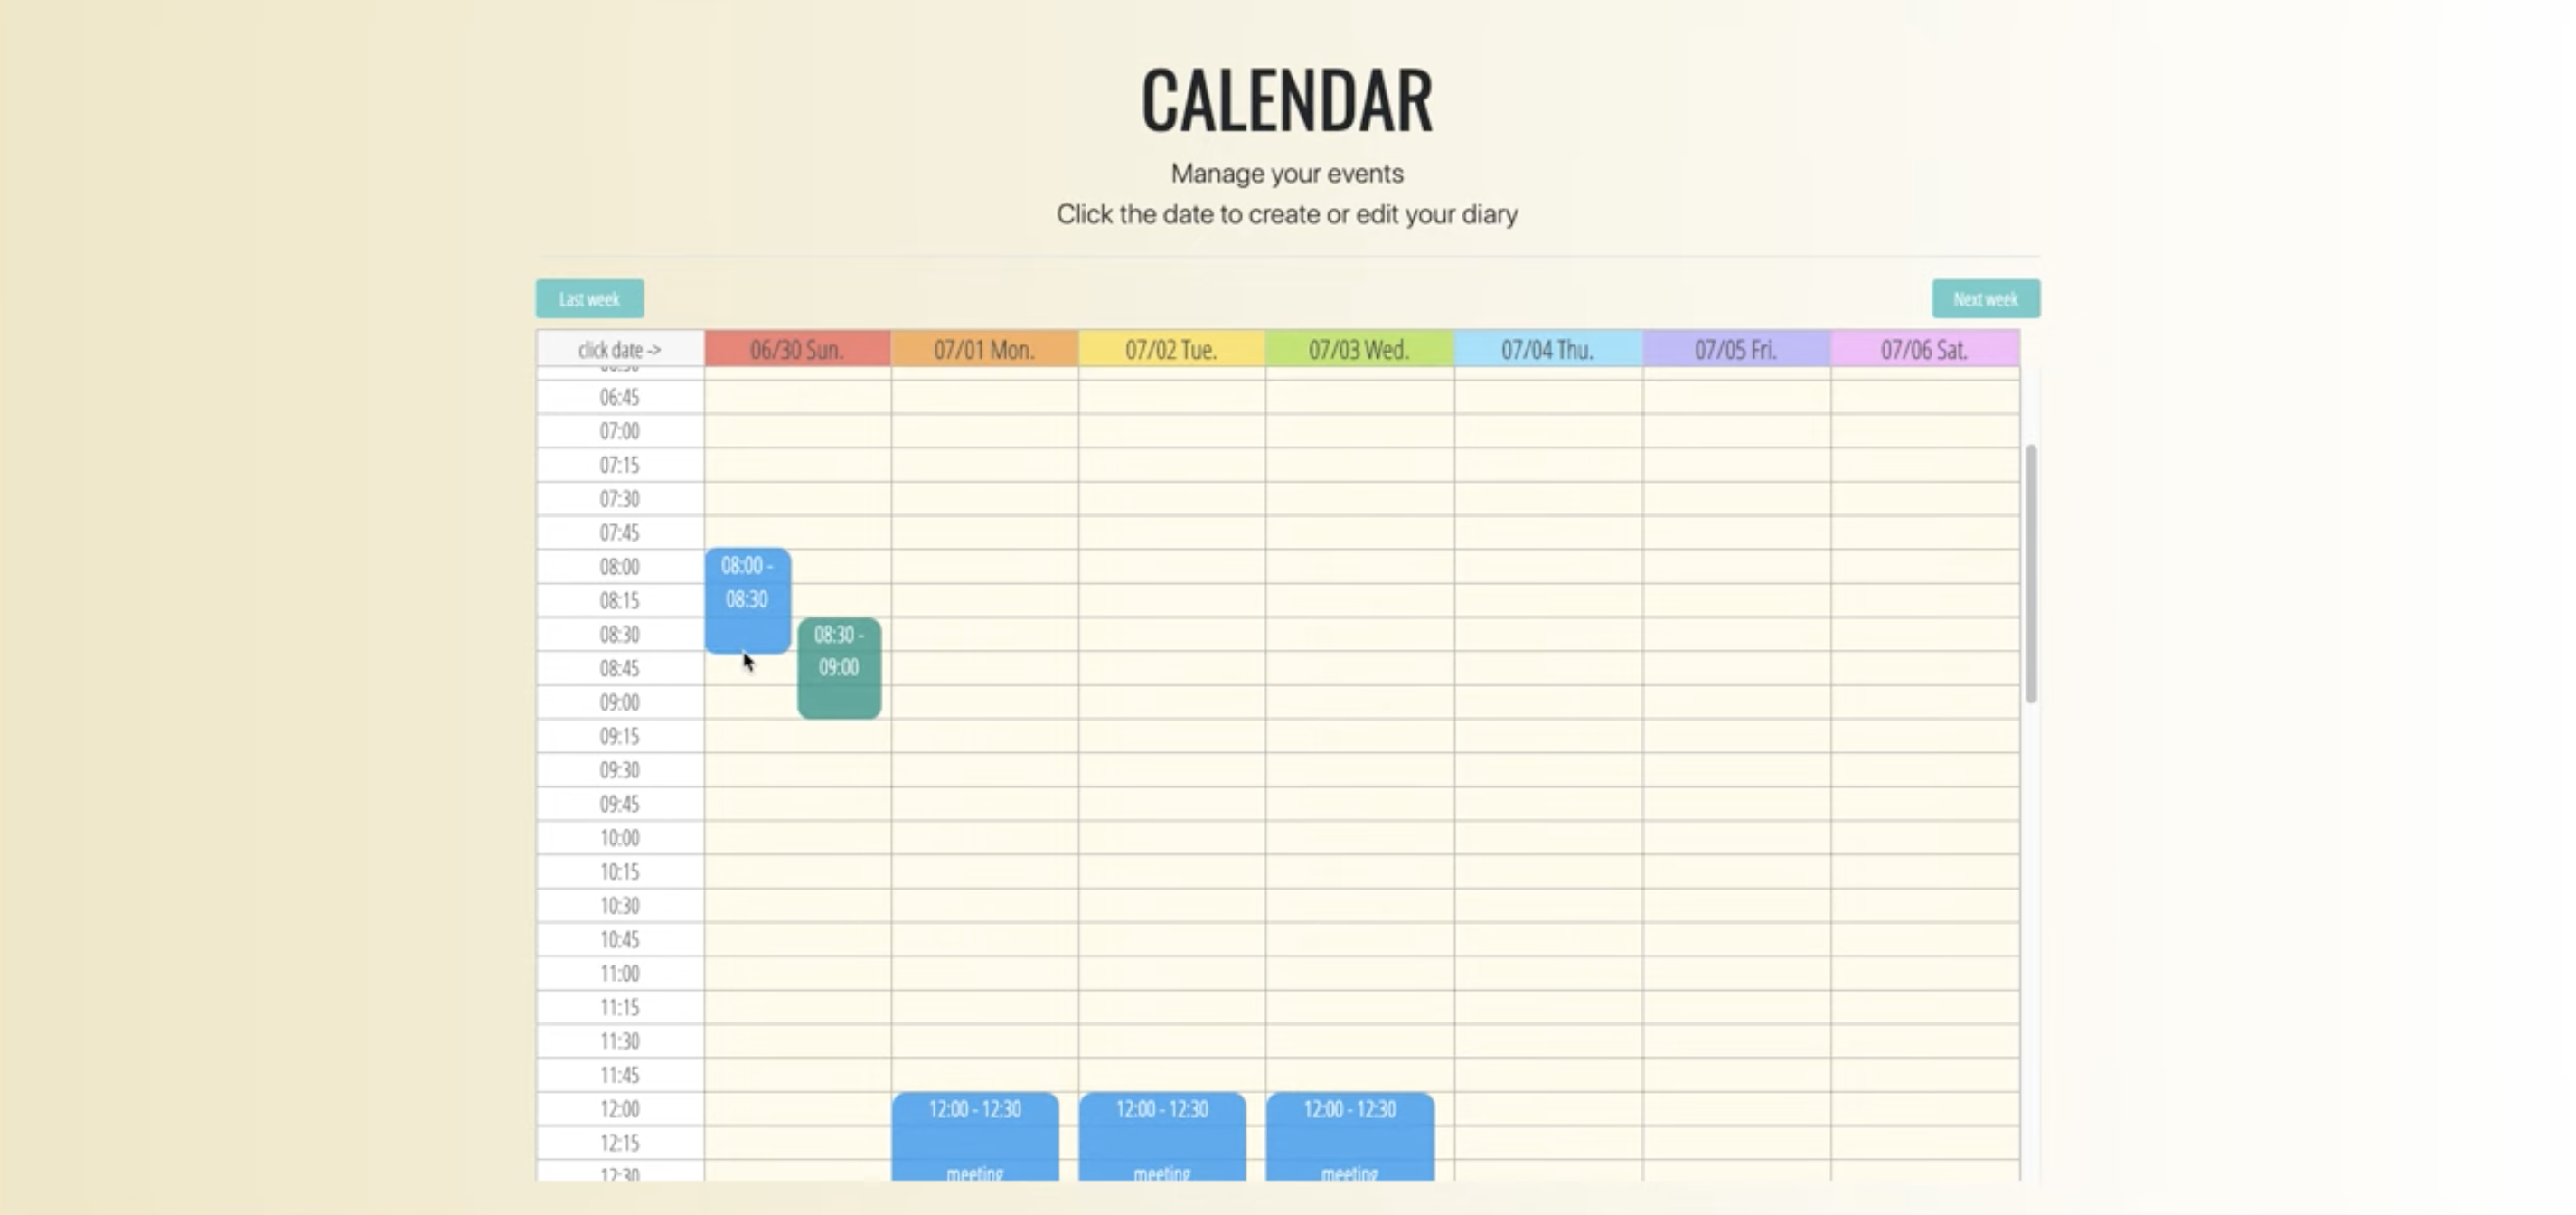 CALENDAR
Manage your events
Click the date to create or edit your diary
Last week
Next week
click date -> 06/30 Sun. 07/01 Mon. 07/02 Tue. 07/03 Wed. 07/04 Thu. 07/05 Fri. 07/06 Sat.
06:45
07:00
07:15
07:30
07:45
08:00
08:15
08:30
08:45
09:00
09:15
09:30
09:45
10:00
10:15
10:30
10:45
11:00
11:15
11:30
11:45
12:00
12:15
12:30
08:00 -
08:30
08:30 -
09:00
12:00 - 12:30
meeting
12:00 - 12:30
meeting
12:00 - 12:30
meeting